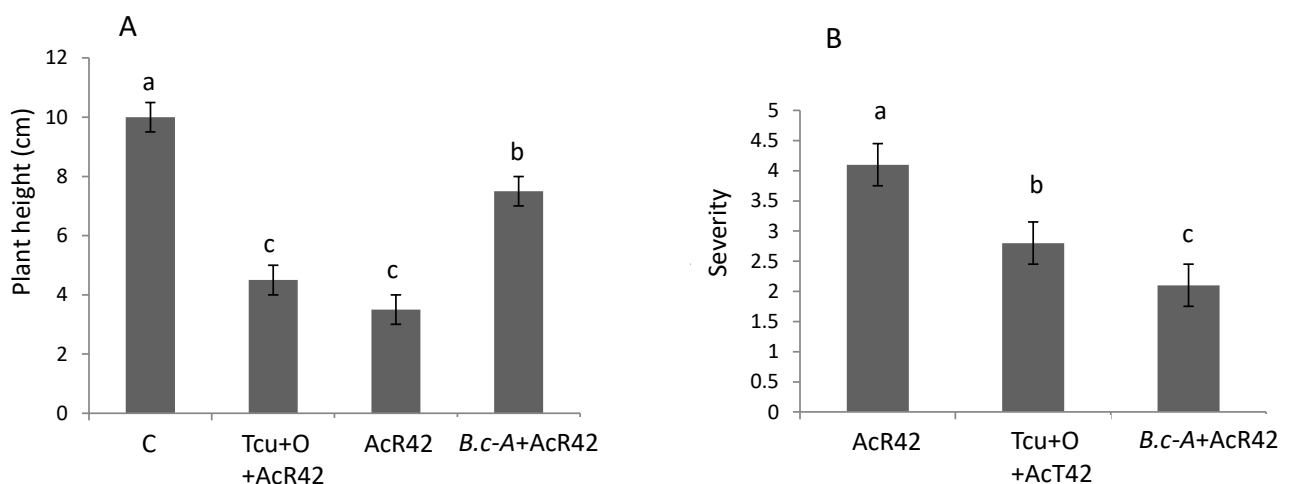 A
Plant height (cm)
12
10
8
6
4
2
0
a
c
c
b
C
Tcu+O
+AcR42
AcR42
B.c-A+AcR42
B
Severity
5
4.5
4
3.5
3
2.5
2
1.5
1
0.5
0
a
b
c
AcR42
Tcu+O
+AcT42
B.c-A+AcR42